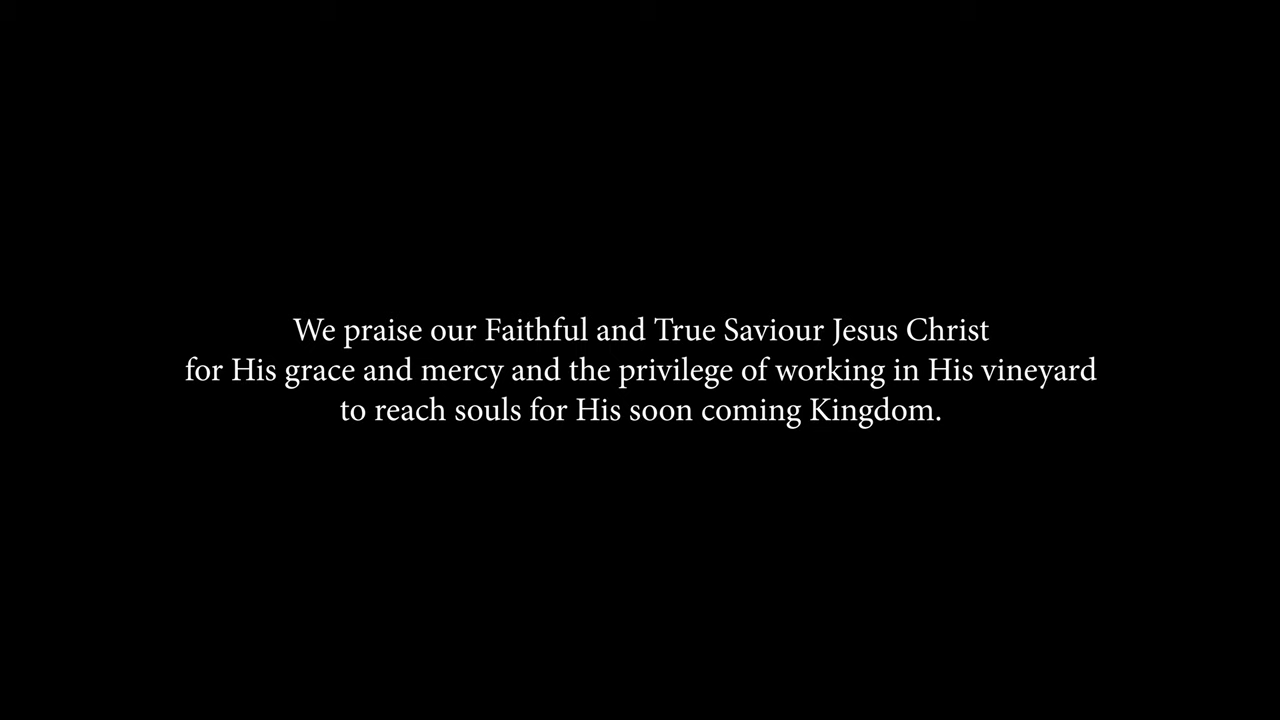 We praise our Faithful and True Saviour Jesus Christ
for His grace and mercy and the privilege of working in His vineyard
to reach souls for His soon coming Kingdom.